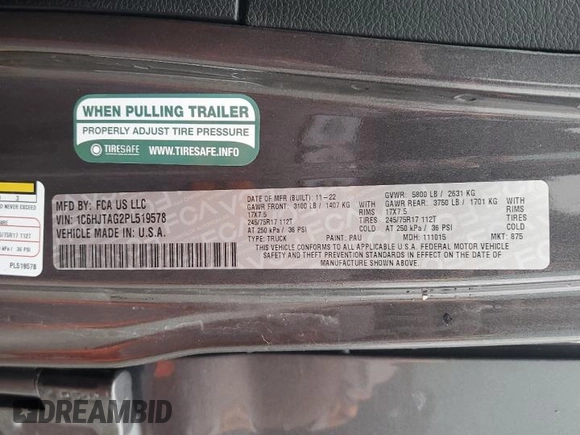 WHEN PULLING TRAILER
PROPERLY ADJUST TIRE PRESSURE
TIRESAFE WWW.TIRESAFE.INFO
3
36 PSI
PL519578
MFD BY: FCA US LLC
VIN: 1C6HJTAG2PL519578
VEHICLE MADE IN: U.S.A.
DATE OF MFR (BUILT): 11-22 GVWR: 5800 LB / 2631 KG
GAWR FRONT: 3100 LB / 1407 KG WITH GAWR REAR: 3750 LB / 1701 KG WITH
17X7.5 RIMS 17X7.5 RIMS
245/75R17 112T TIRES 245/75R17 112T TIRES
AT 250 kPa / 36 PSI COLD AT 250 kPa / 36 PSI COLD
TYPE: TRUCK PAINT: PAU MDH: 111015 MKT: 875
THIS VEHICLE CONFORMS TO ALL APPLICABLE U.S. FEDERAL MOTOR VEHICLE
SAFETY AND THEFT PREVENTION STANDARDS IN EFFECT ON THE DATE OF
MANUFACTURE SHOWN ABOVE.
DREAMBID